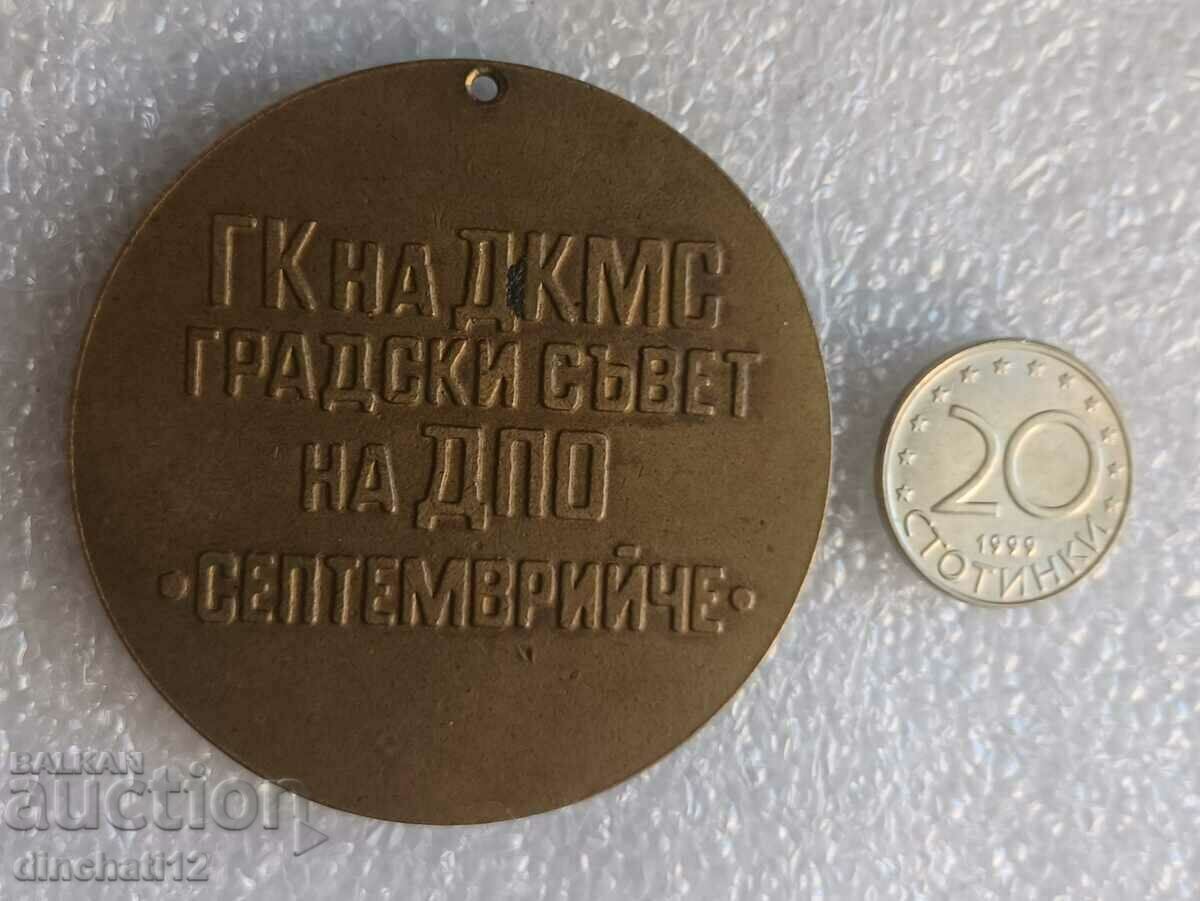 ГК НА ДКМС
ГРАДСКИ СЪВЕТ
НА ДПО
•СЕПТЕМВРИЙЧЕ•
20
1999
СТОТИНКИ
BALKAN
auction
dinchati12